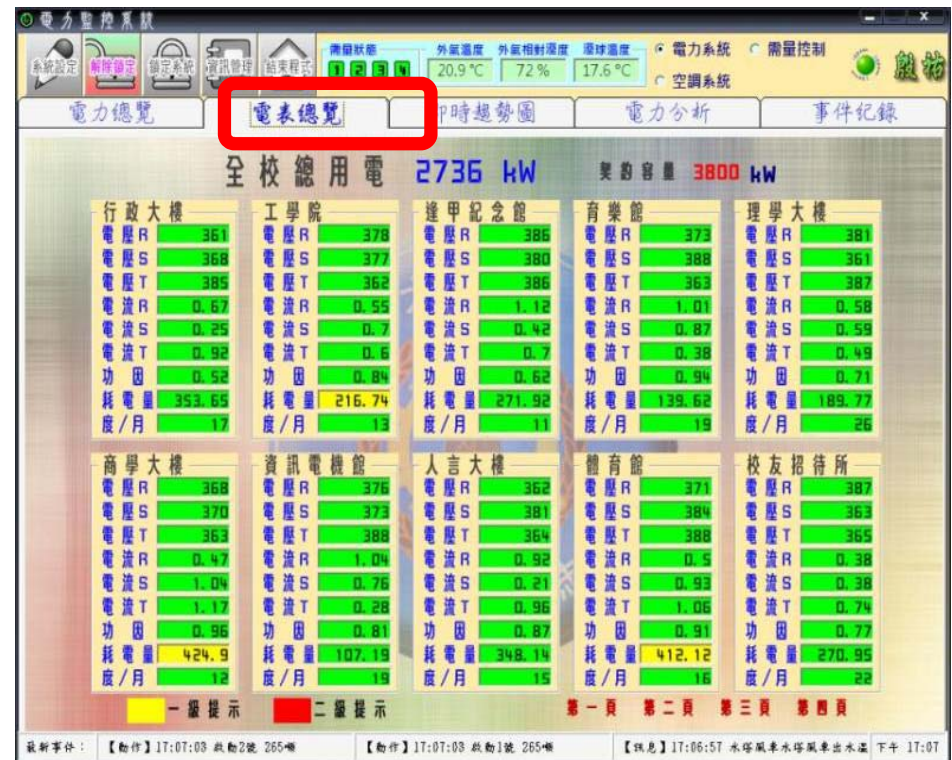 電力監控系統
系統設定 解除鎖定 鎖定系統 資訊管理 結束程式
需量狀態 外氣溫度 外氣相對溼度 溼球溫度 電力系統 需量控制
1 2 3 4 20.9 ℃ 72 % 17.6 ℃ 空調系統 殷祐
電力總覽 電表總覽 即時趨勢圖 電力分析 事件紀錄
全校總用電 2736 kW 契約容量 3800 kW
行政大樓 工學院 逢甲紀念館 育樂館 理學大樓
電壓R 361 電壓R 378 電壓R 386 電壓R 373 電壓R 381
電壓S 368 電壓S 377 電壓S 380 電壓S 388 電壓S 361
電壓T 385 電壓T 362 電壓T 386 電壓T 363 電壓T 387
電流R 0.67 電流R 0.55 電流R 1.12 電流R 1.01 電流R 0.58
電流S 0.25 電流S 0.7 電流S 0.42 電流S 0.87 電流S 0.59
電流T 0.92 電流T 0.6 電流T 0.7 電流T 0.38 電流T 0.49
功因 0.52 功因 0.84 功因 0.62 功因 0.94 功因 0.71
耗電量 353.65 耗電量 216.74 耗電量 271.92 耗電量 139.62 耗電量 189.77
度/月 17 度/月 13 度/月 11 度/月 19 度/月 26
商學大樓 資訊電機館 人言大樓 體育館 校友招待所
電壓R 368 電壓R 376 電壓R 362 電壓R 371 電壓R 387
電壓S 370 電壓S 373 電壓S 381 電壓S 384 電壓S 363
電壓T 363 電壓T 388 電壓T 364 電壓T 388 電壓T 365
電流R 0.47 電流R 1.04 電流R 0.92 電流R 0.5 電流R 0.38
電流S 1.04 電流S 0.76 電流S 0.21 電流S 0.93 電流S 0.38
電流T 1.17 電流T 0.28 電流T 0.96 電流T 1.06 電流T 0.74
功因 0.96 功因 0.81 功因 0.87 功因 0.91 功因 0.77
耗電量 424.9 耗電量 107.19 耗電量 348.14 耗電量 412.12 耗電量 270.95
度/月 12 度/月 19 度/月 15 度/月 16 度/月 22
一級提示 二級提示 第一頁 第二頁 第三頁 第四頁
最新事件： 【動作】17:07:03 啟動2號 265噸 【動作】17:07:03 啟動1號 265噸 【訊息】17:06:57 水塔風車水塔風車出水溫 下午 17:07